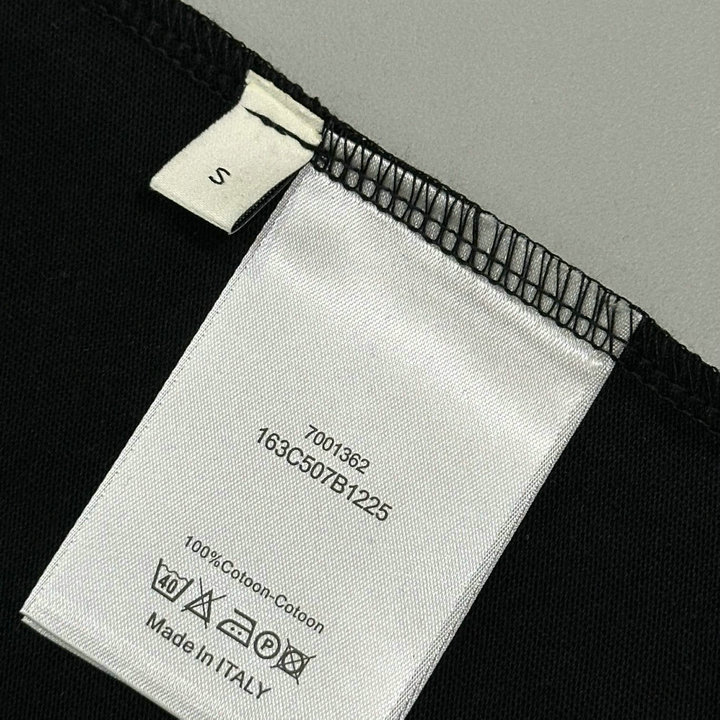 S
7001362
163C507B1225
100%Cotoon-Cotoon
40
P
Made In ITALY